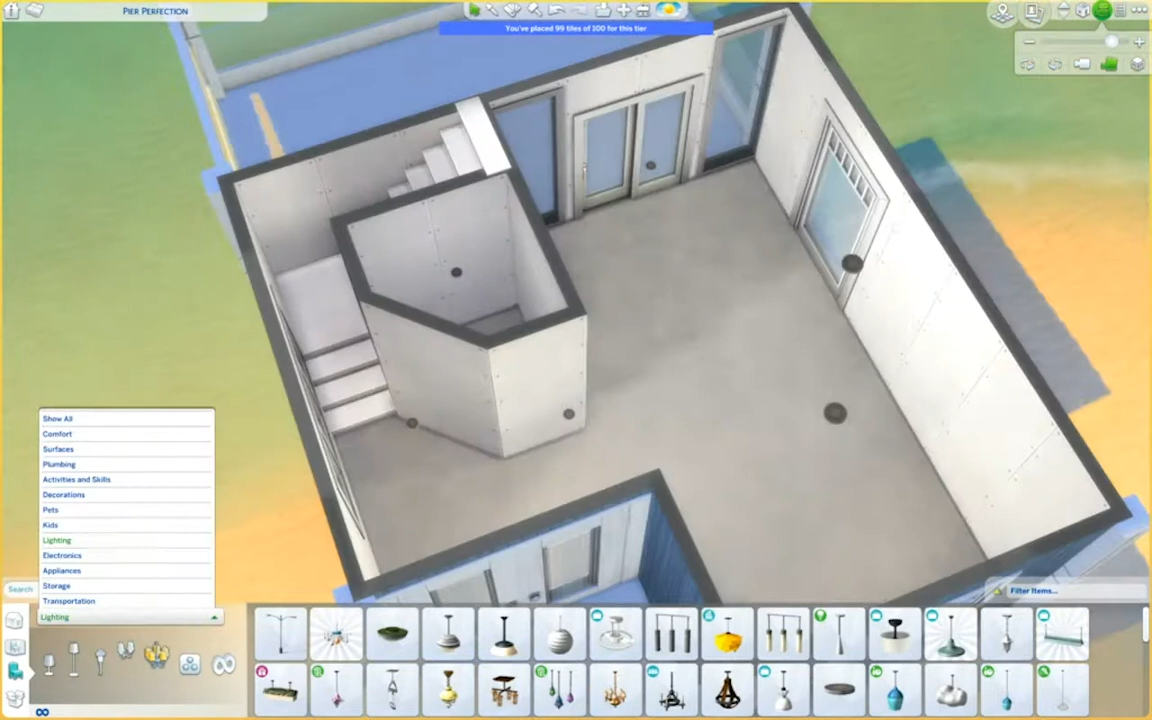 PIER PERFECTION
You've placed 99 tiles of 100 for this tier
Show All
Comfort
Surfaces
Plumbing
Activities and Skills
Decorations
Pets
Kids
Lighting
Electronics
Appliances
Storage
Transportation
Search
Lighting
Filter Items...